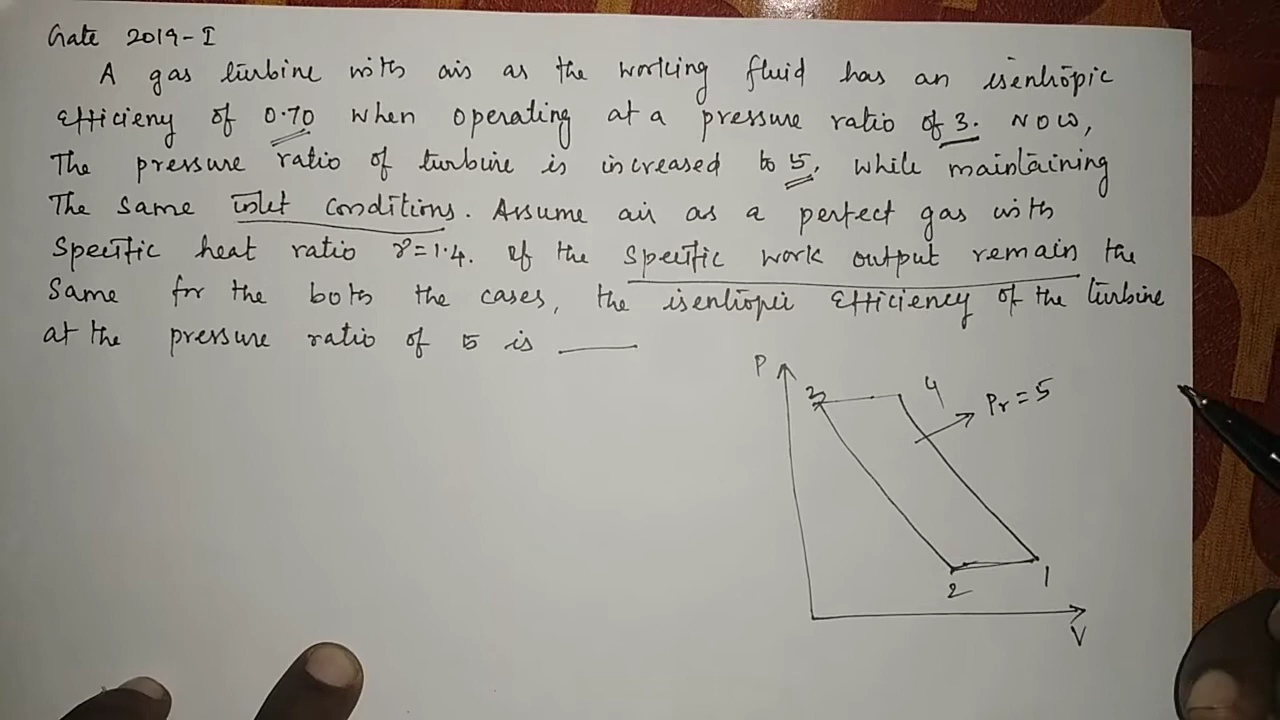 Gate 2019-I
A gas turbine with air as the working fluid has an isentropic
efficieny of 0.70 when operating at a pressure ratio of 3. Now,
The pressure ratio of turbine is increased to 5, while maintaining
The same inlet conditions. Assume air as a perfect gas with
Specific heat ratio γ=1.4. If the specific work output remain the
Same for the both the cases, the isentropic Efficiency of the turbine
at the pressure ratio of 5 is ____
P
3
4
Pr = 5
2
1
V